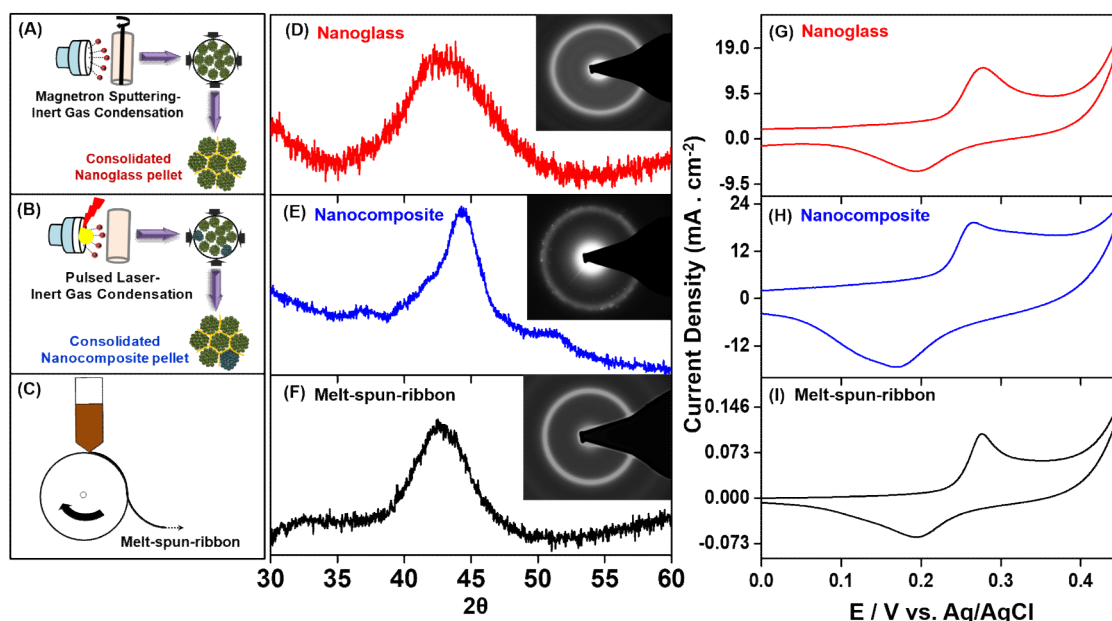 (A)
Magnetron Sputtering-
Inert Gas Condensation
Consolidated
Nanoglass pellet
(B)
Pulsed Laser-
Inert Gas Condensation
Consolidated
Nanocomposite pellet
(C)
Melt-spun-ribbon
(D) Nanoglass
(E) Nanocomposite
(F) Melt-spun-ribbon
30 35 40 45 50 55 60
2θ
Current Density (mA . cm⁻²)
(G) Nanoglass
19.0
9.5
0.0
-9.5
(H) Nanocomposite
24
12
0
-12
(I) Melt-spun-ribbon
0.146
0.073
0.000
-0.073
0.0 0.1 0.2 0.3 0.4
E / V vs. Ag/AgCl